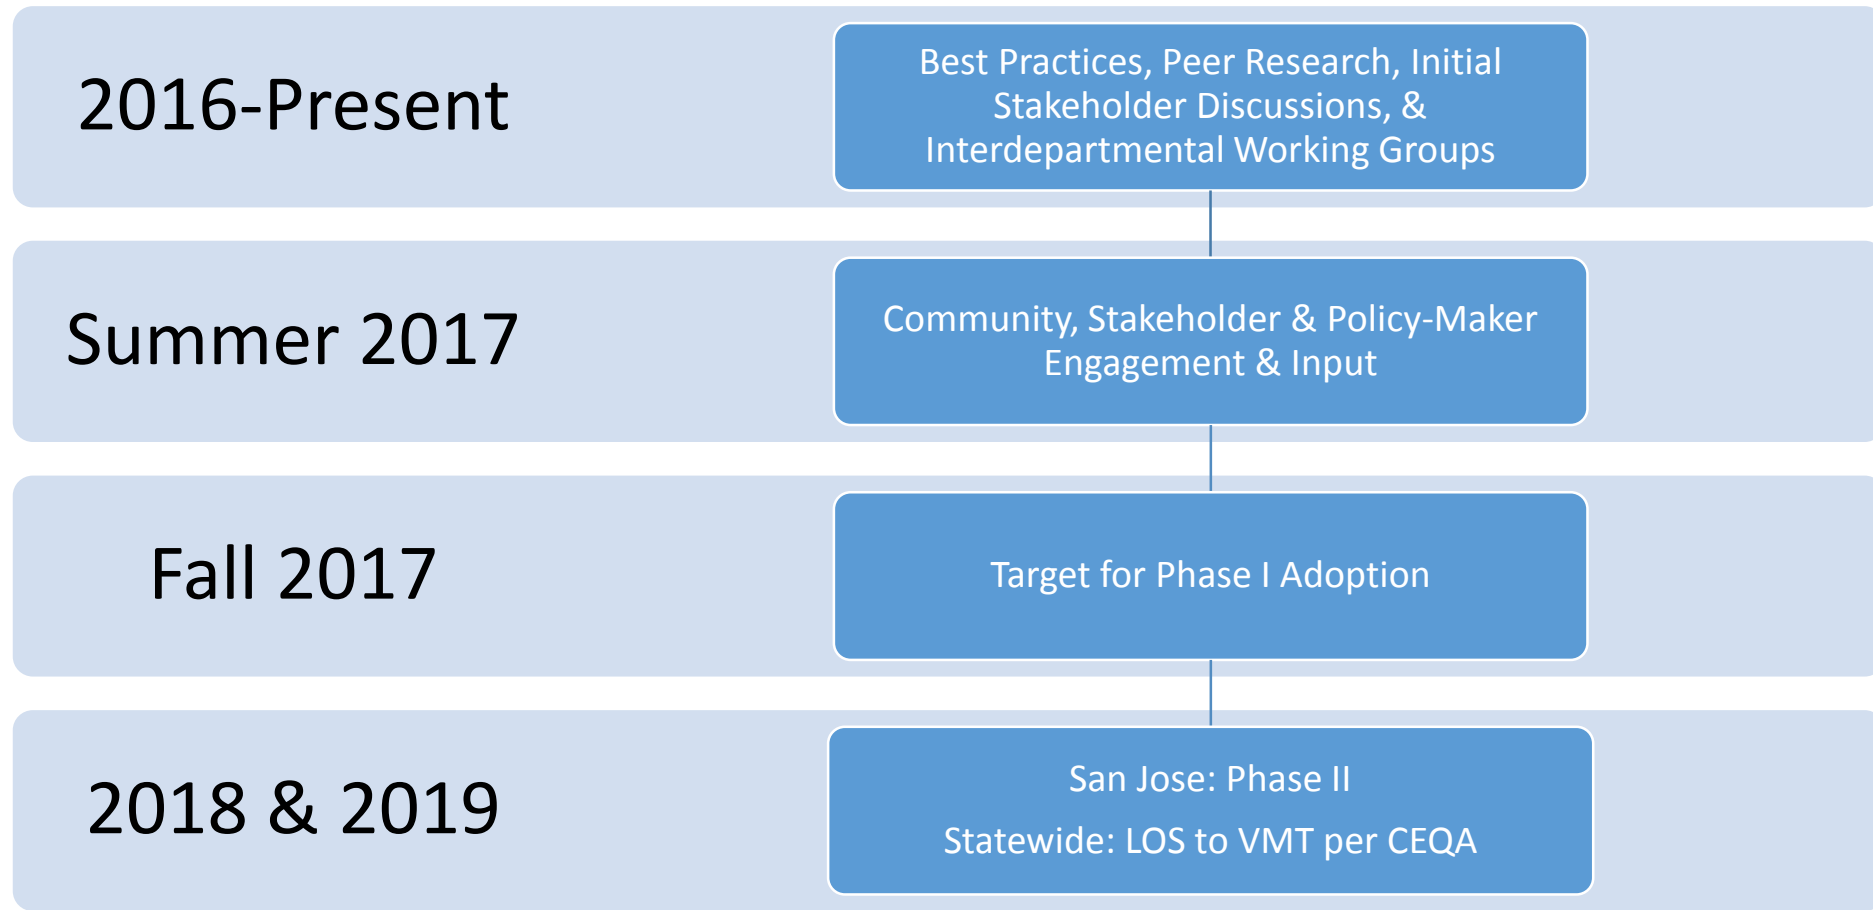 2016-Present
Best Practices, Peer Research, Initial
Stakeholder Discussions, &
Interdepartmental Working Groups
Summer 2017
Community, Stakeholder & Policy-Maker
Engagement & Input
Fall 2017
Target for Phase I Adoption
2018 & 2019
San Jose: Phase II
Statewide: LOS to VMT per CEQA